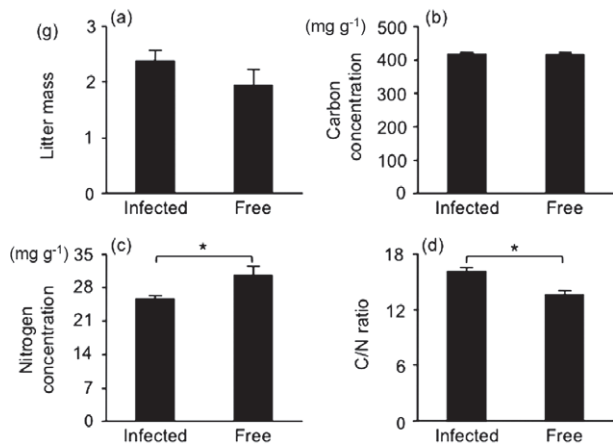 (g)
(a)
Litter mass
3
2
1
0
Infected Free
(mg g⁻¹)
(b)
Carbon
concentration
500
400
300
200
100
0
Infected Free
(mg g⁻¹)
(c)
Nitrogen
concentration
35
28
21
14
7
0
*
Infected Free
(d)
C/N ratio
18
12
6
0
*
Infected Free